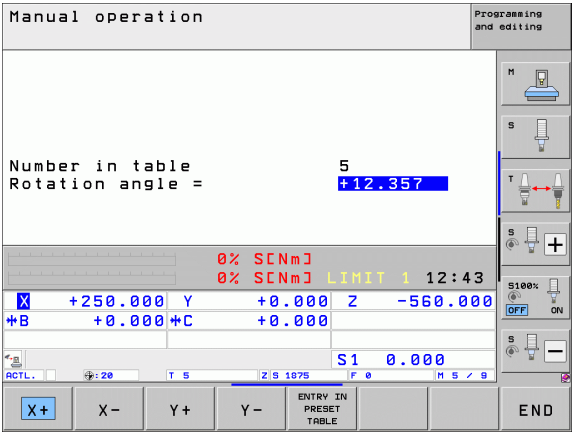 Manual operation
Programming
and editing
M
S
Number in table 5
Rotation angle = +12.357
T
S
0% S[Nm]
0% S[Nm] LIMIT 1 12:43
X +250.000 Y +0.000 Z -560.000
B +0.000 C +0.000
S100%
OFF ON
S
S1 0.000
ACTL. :20 T 5 Z S 1875 F 0 M 5 / 9
X+ X- Y+ Y- ENTRY IN
PRESET
TABLE
END